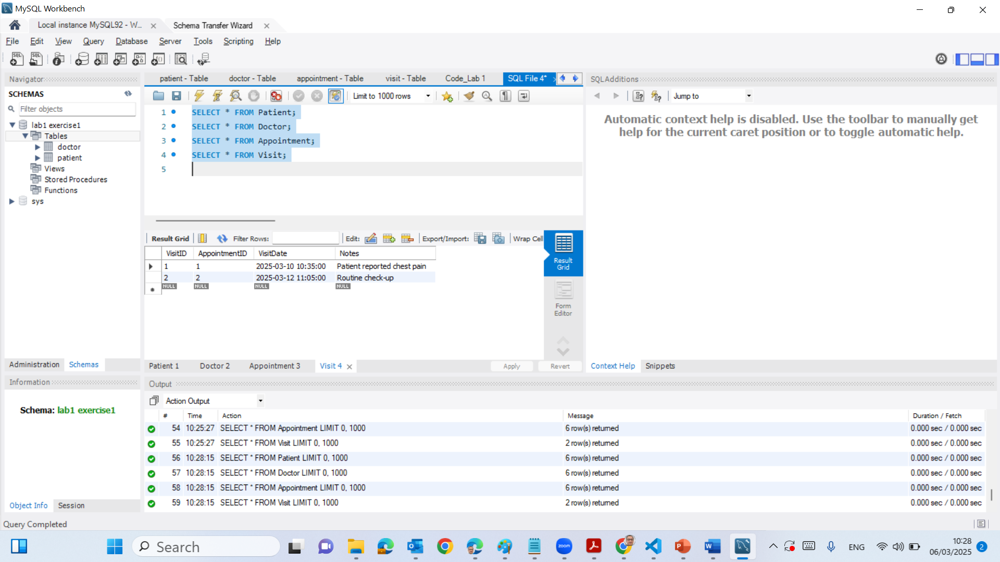 MySQL Workbench
Local instance MySQL92 - W...
Schema Transfer Wizard
File Edit View Query Database Server Tools Scripting Help
Navigator
SCHEMAS
Filter objects
lab1 exercise1
Tables
doctor
patient
Views
Stored Procedures
Functions
sys
Administration Schemas
Information
Schema: lab1 exercise1
Object Info Session
patient - Table doctor - Table appointment - Table visit - Table Code_Lab 1 SQL File 4*
Limit to 1000 rows
1 SELECT * FROM Patient;
2 SELECT * FROM Doctor;
3 SELECT * FROM Appointment;
4 SELECT * FROM Visit;
5
Result Grid Filter Rows: Edit: Export/Import: Wrap Cell
VisitID AppointmentID VisitDate Notes
1 1 2025-03-10 10:35:00 Patient reported chest pain
2 2 2025-03-12 11:05:00 Routine check-up
NULL NULL NULL NULL
Result Grid
Form Editor
Patient 1 Doctor 2 Appointment 3 Visit 4
Apply Revert
SQLAdditions
Jump to
Automatic context help is disabled. Use the toolbar to manually get
help for the current caret position or to toggle automatic help.
Context Help Snippets
Output
Action Output
# Time Action Message Duration / Fetch
54 10:25:27 SELECT * FROM Appointment LIMIT 0, 1000 6 row(s) returned 0.000 sec / 0.000 sec
55 10:25:27 SELECT * FROM Visit LIMIT 0, 1000 2 row(s) returned 0.000 sec / 0.000 sec
56 10:28:15 SELECT * FROM Patient LIMIT 0, 1000 6 row(s) returned 0.000 sec / 0.000 sec
57 10:28:15 SELECT * FROM Doctor LIMIT 0, 1000 6 row(s) returned 0.000 sec / 0.000 sec
58 10:28:15 SELECT * FROM Appointment LIMIT 0, 1000 6 row(s) returned 0.000 sec / 0.000 sec
59 10:28:15 SELECT * FROM Visit LIMIT 0, 1000 2 row(s) returned 0.000 sec / 0.000 sec
Query Completed
Search
zoom
ENG
10:28
06/03/2025
2